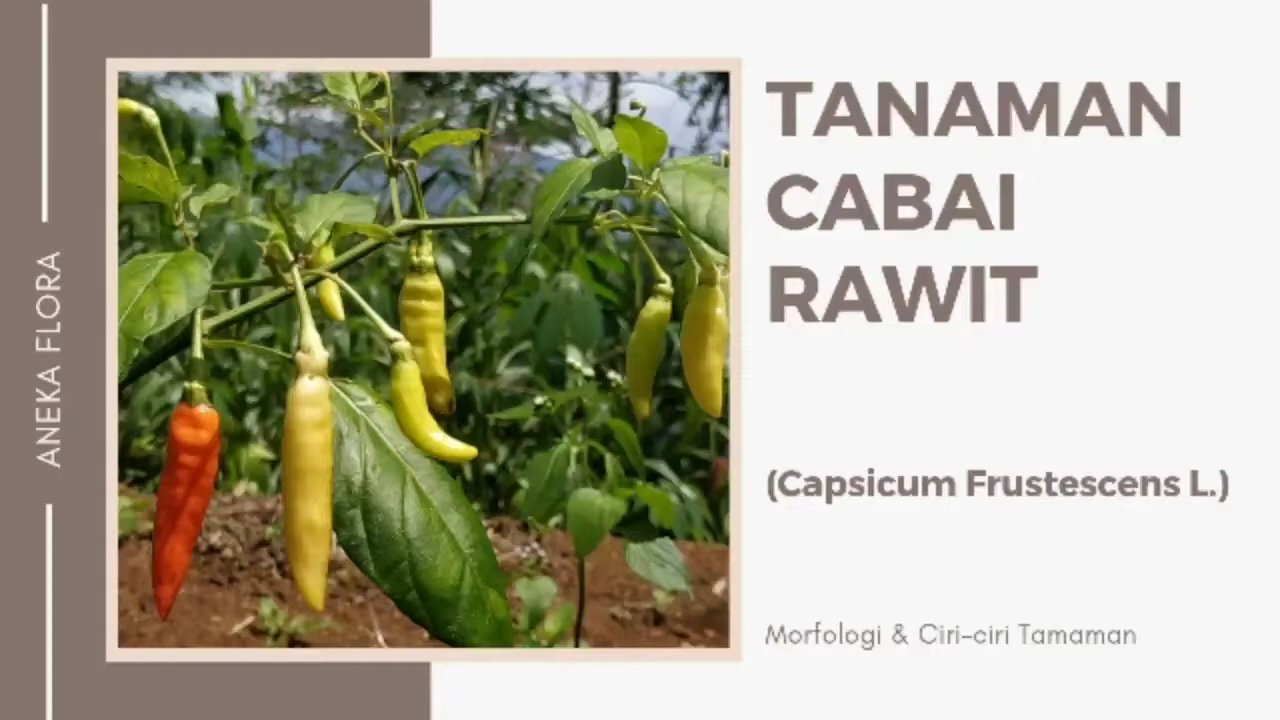 ANEKA FLORA
TANAMAN
CABAI
RAWIT
(Capsicum Frustescens L.)
Morfologi & Ciri-ciri Tamaman